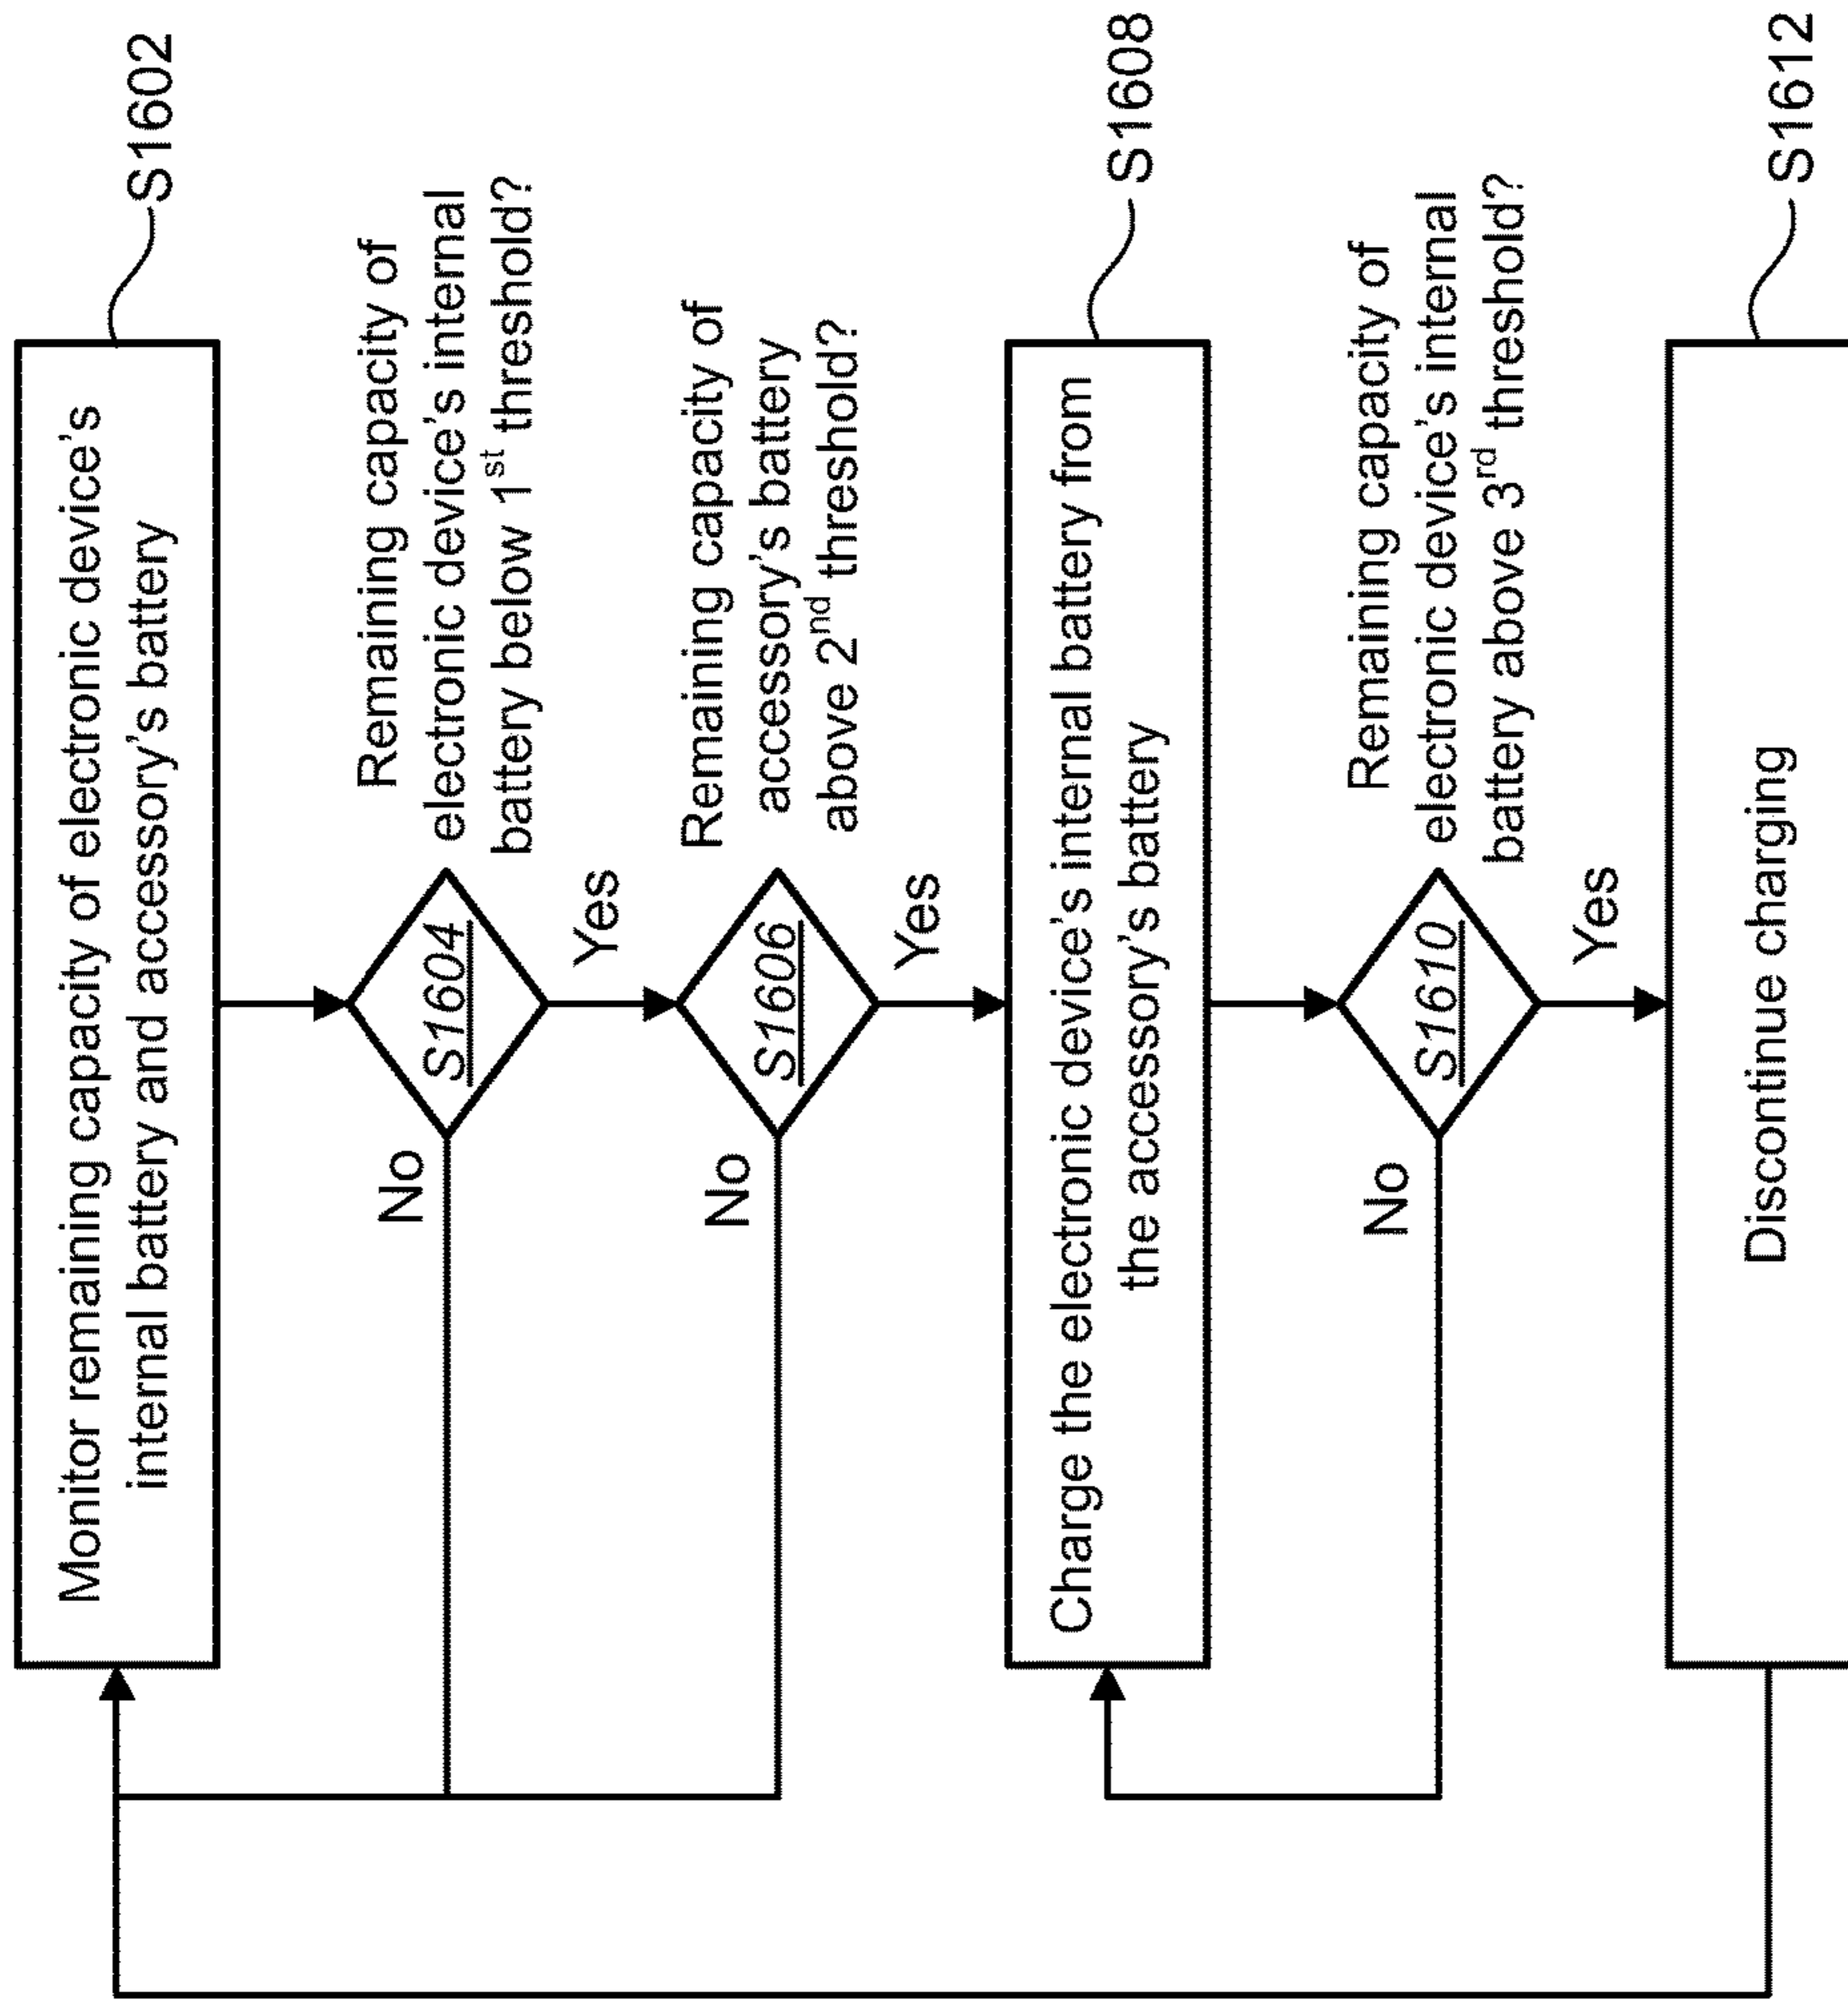 Monitor remaining capacity of electronic device's
internal battery and accessory's battery
S1602
S1604
Remaining capacity of
electronic device's internal
battery below 1st threshold?
No
Yes
S1606
Remaining capacity of
accessory's battery
above 2nd threshold?
No
Yes
Charge the electronic device's internal battery from
the accessory's battery
S1608
S1610
Remaining capacity of
electronic device's internal
battery above 3rd threshold?
No
Yes
Discontinue charging
S1612